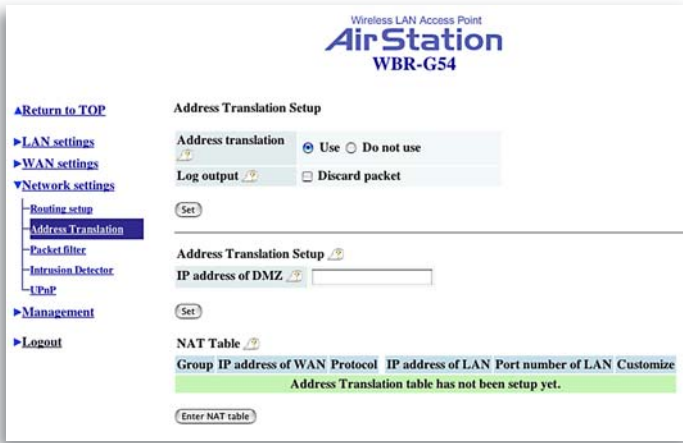 Wireless LAN Access Point
AirStation
WBR-G54
Return to TOP
LAN settings
WAN settings
Network settings
Routing setup
Address Translation
Packet filter
Intrusion Detector
UPnP
Management
Logout
Address Translation Setup
Address translation
Use Do not use
Log output Discard packet
Set
Address Translation Setup
IP address of DMZ
Set
NAT Table
Group IP address of WAN Protocol IP address of LAN Port number of LAN Customize
Address Translation table has not been setup yet.
Enter NAT table